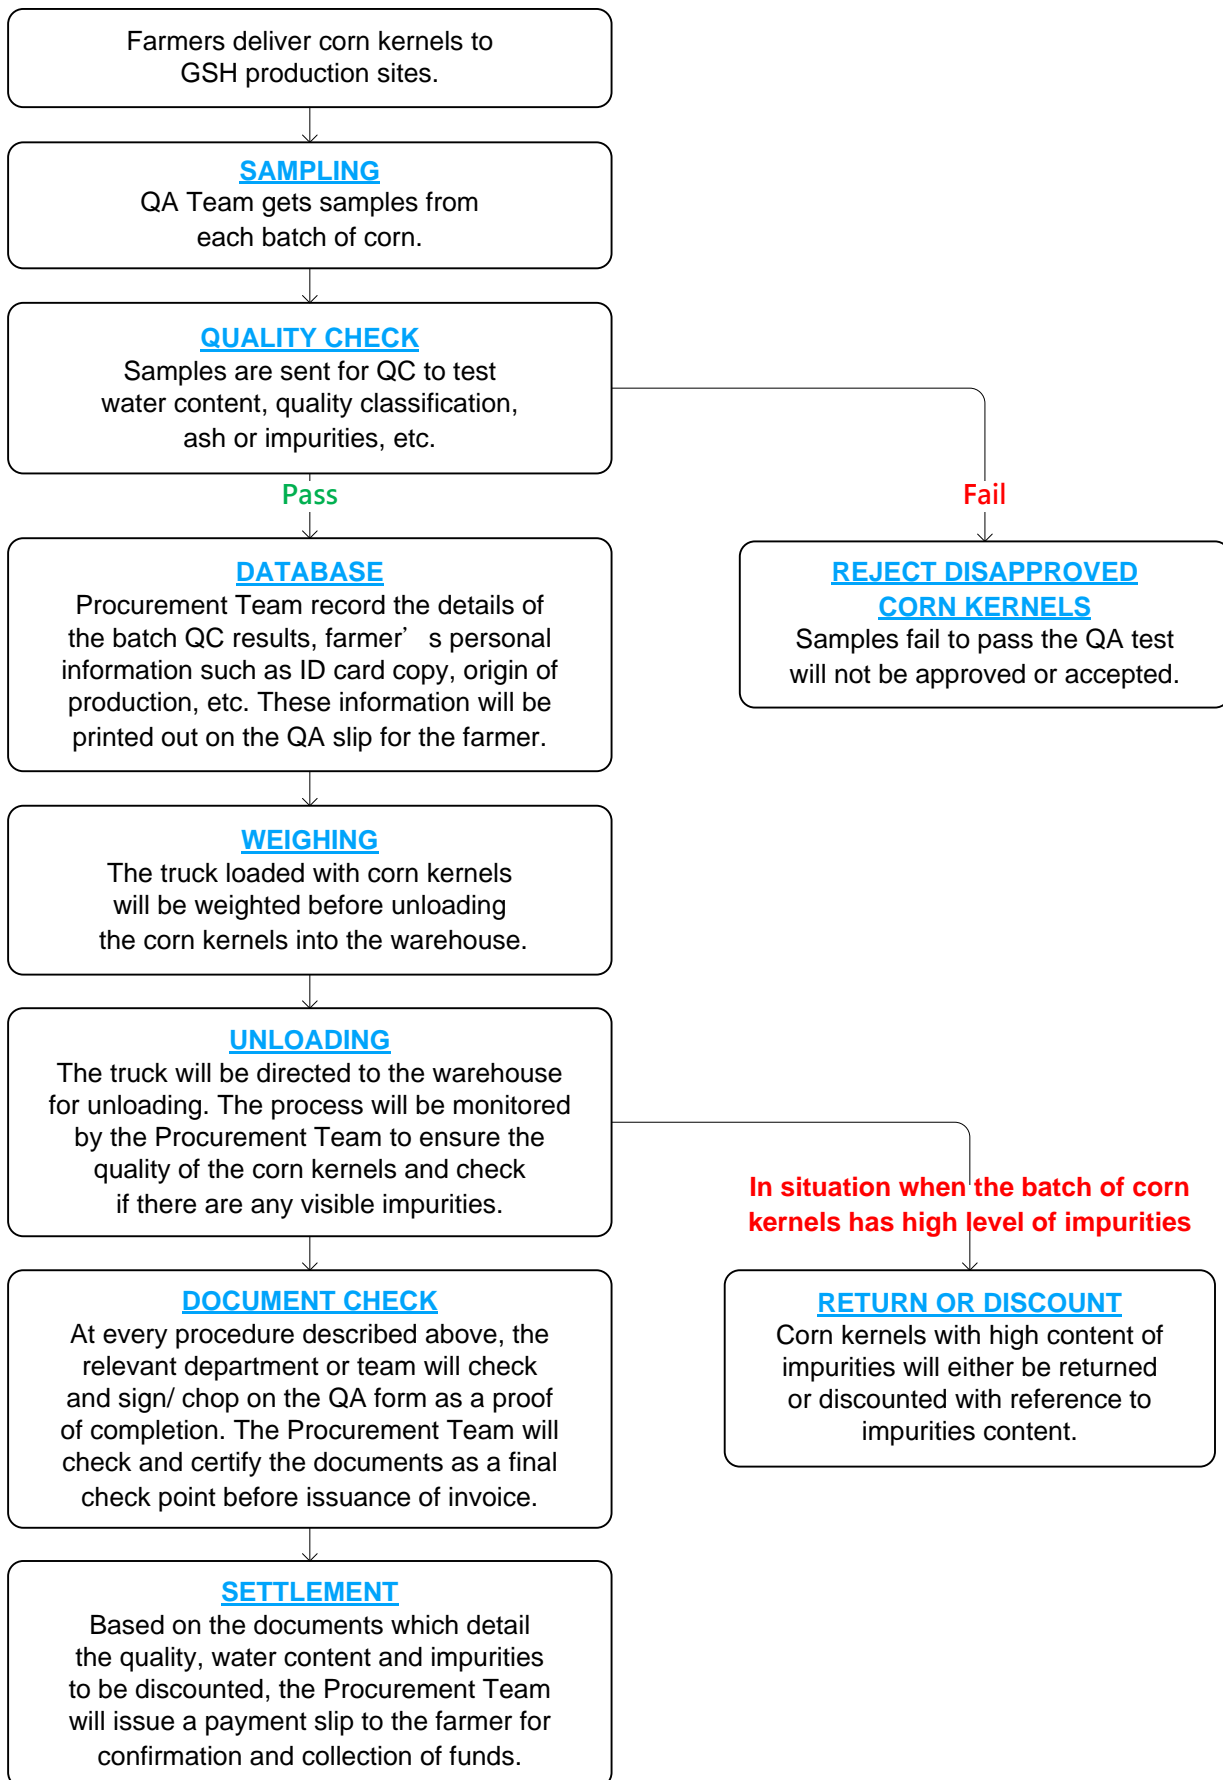 Farmers deliver corn kernels to
GSH production sites.
SAMPLING
QA Team gets samples from
each batch of corn.
QUALITY CHECK
Samples are sent for QC to test
water content, quality classification,
ash or impurities, etc.
Pass
Fail
DATABASE
Procurement Team record the details of
the batch QC results, farmer’s personal
information such as ID card copy, origin of
production, etc. These information will be
printed out on the QA slip for the farmer.
REJECT DISAPPROVED
CORN KERNELS
Samples fail to pass the QA test
will not be approved or accepted.
WEIGHING
The truck loaded with corn kernels
will be weighted before unloading
the corn kernels into the warehouse.
UNLOADING
The truck will be directed to the warehouse
for unloading. The process will be monitored
by the Procurement Team to ensure the
quality of the corn kernels and check
if there are any visible impurities.
In situation when the batch of corn
kernels has high level of impurities
DOCUMENT CHECK
At every procedure described above, the
relevant department or team will check
and sign/ chop on the QA form as a proof
of completion. The Procurement Team will
check and certify the documents as a final
check point before issuance of invoice.
RETURN OR DISCOUNT
Corn kernels with high content of
impurities will either be returned
or discounted with reference to
impurities content.
SETTLEMENT
Based on the documents which detail
the quality, water content and impurities
to be discounted, the Procurement Team
will issue a payment slip to the farmer for
confirmation and collection of funds.